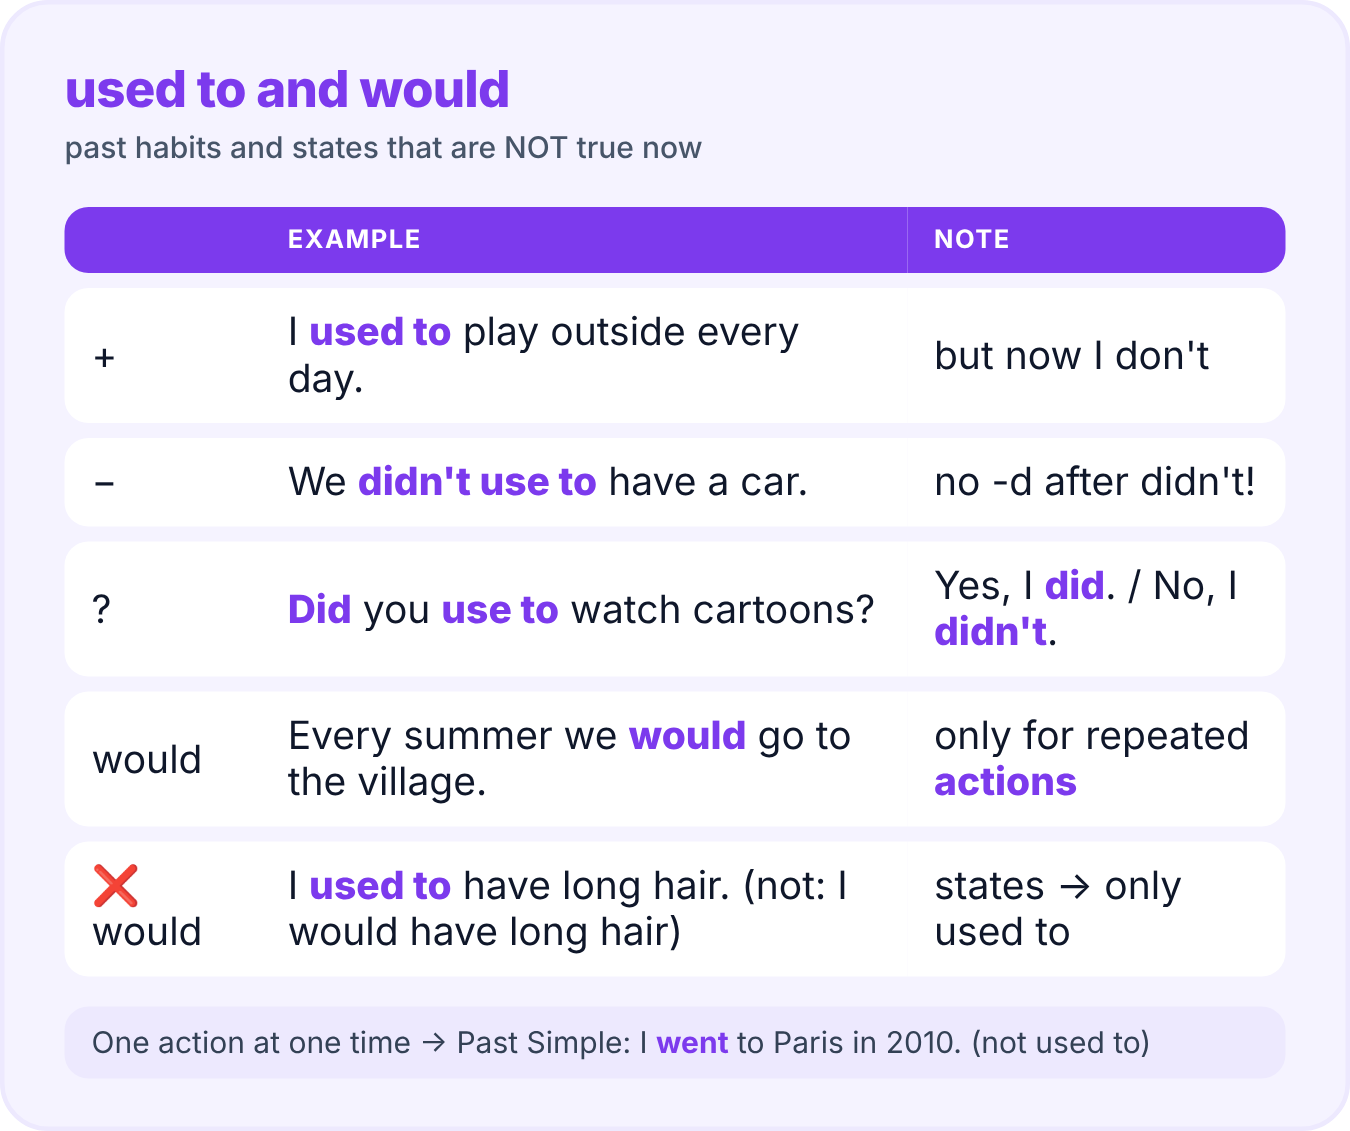 used to and would
past habits and states that are NOT true now
EXAMPLE
NOTE
+
I used to play outside every
day.
but now I don't
–
We didn't use to have a car.
no -d after didn't!
?
Did you use to watch cartoons?
Yes, I did. / No, I
didn't.
would
Every summer we would go to
the village.
only for repeated
actions
❌
would
I used to have long hair. (not: I
would have long hair)
states → only
used to
One action at one time → Past Simple: I went to Paris in 2010. (not used to)